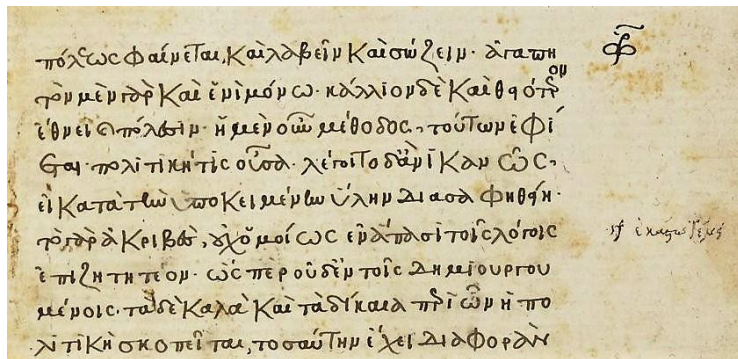 πόλεως φαίνεται, καὶ λαβεῖν καὶ σώζειν· ἀγαπη
τὸν μὲν γὰρ καὶ ἑνὶ μόνω· κάλλιον δὲ καὶ θειότερον
ἔθνει καὶ πόλεσιν· ἡ μὲν οὖν μέθοδος, τούτων ἐφί
εται· πολιτική τις οὖσα· λέγοιτο δ' ἂν ἱκανῶς,
εἰ κατὰ τὴν ὑποκειμένην ὕλην διασαφηθείη·
τὸ γὰρ ἀκριβὲς, οὐχ ὁμοίως ἐν ἅπασι τοῖς λόγοις
ἐπιζητητέον· ὥσπερ οὐδ' ἐν τοῖς δημιουργου
μένοις· τὰ δὲ καλὰ καὶ τὰ δίκαια περὶ ὧν ἡ πο
λιτικὴ σκοπεῖται, τοσαύτην ἔχει διαφορὰν